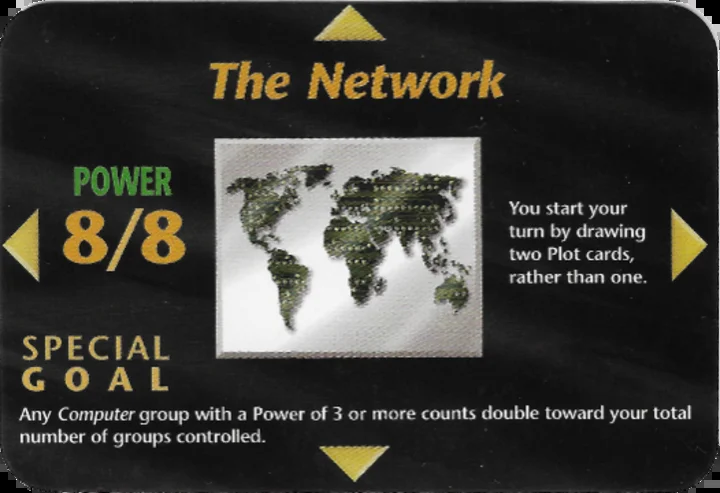 The Network
POWER
8/8
You start your
turn by drawing
two Plot cards,
rather than one.
SPECIAL
GOAL
Any Computer group with a Power of 3 or more counts double toward your total
number of groups controlled.